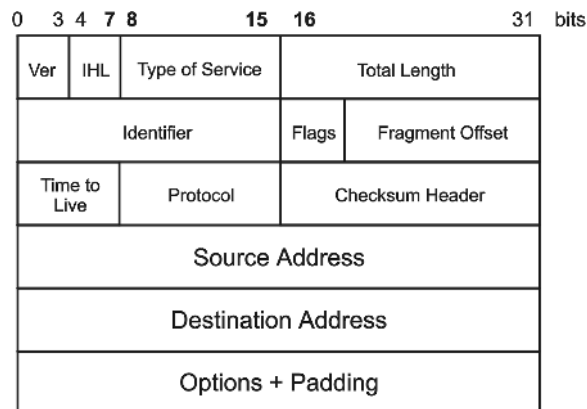 0 3 4 7 8 15 16 31 bits
Ver IHL Type of Service Total Length
Identifier Flags Fragment Offset
Time to
Live Protocol Checksum Header
Source Address
Destination Address
Options + Padding